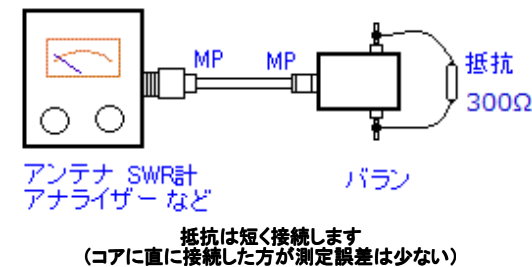 MP
MP
抵抗
300Ω
アンテナ SWR計
アナライザー など
バラン
抵抗は短く接続します
(コアに直に接続した方が測定誤差は少ない)